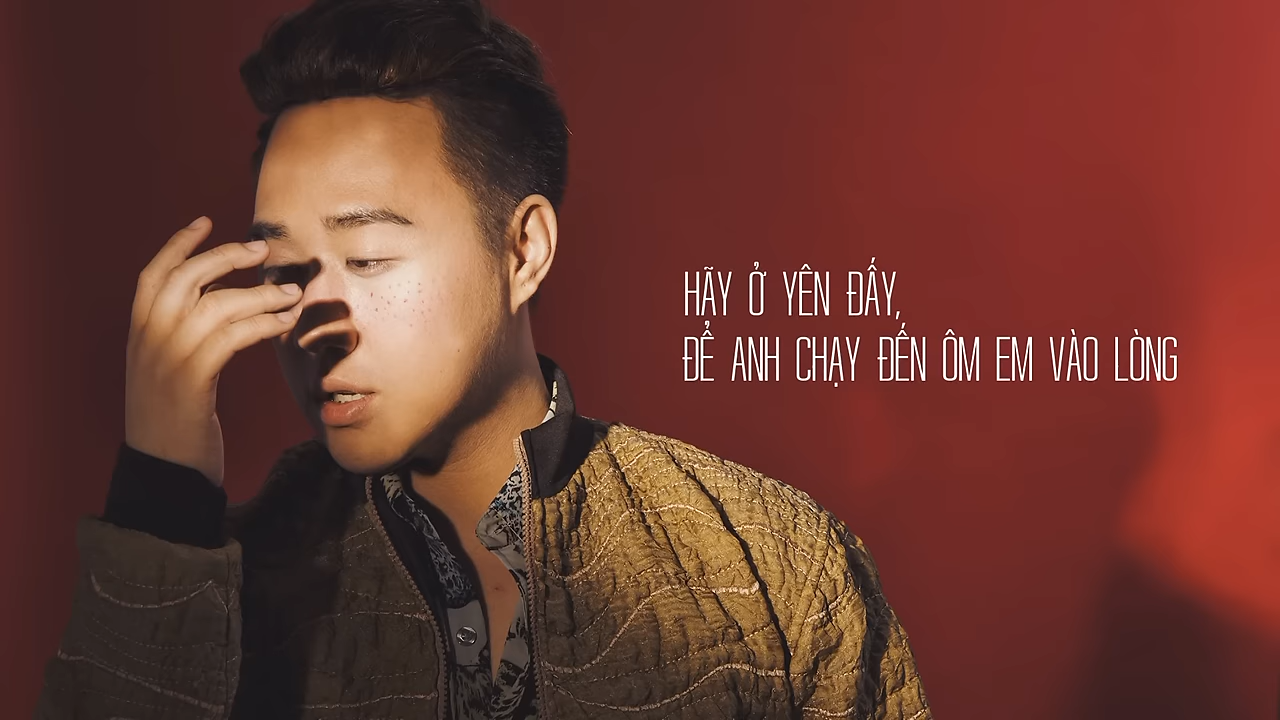 HÃY Ở YÊN ĐẤY,
ĐỂ ANH CHẠY ĐẾN ÔM EM VÀO LÒNG